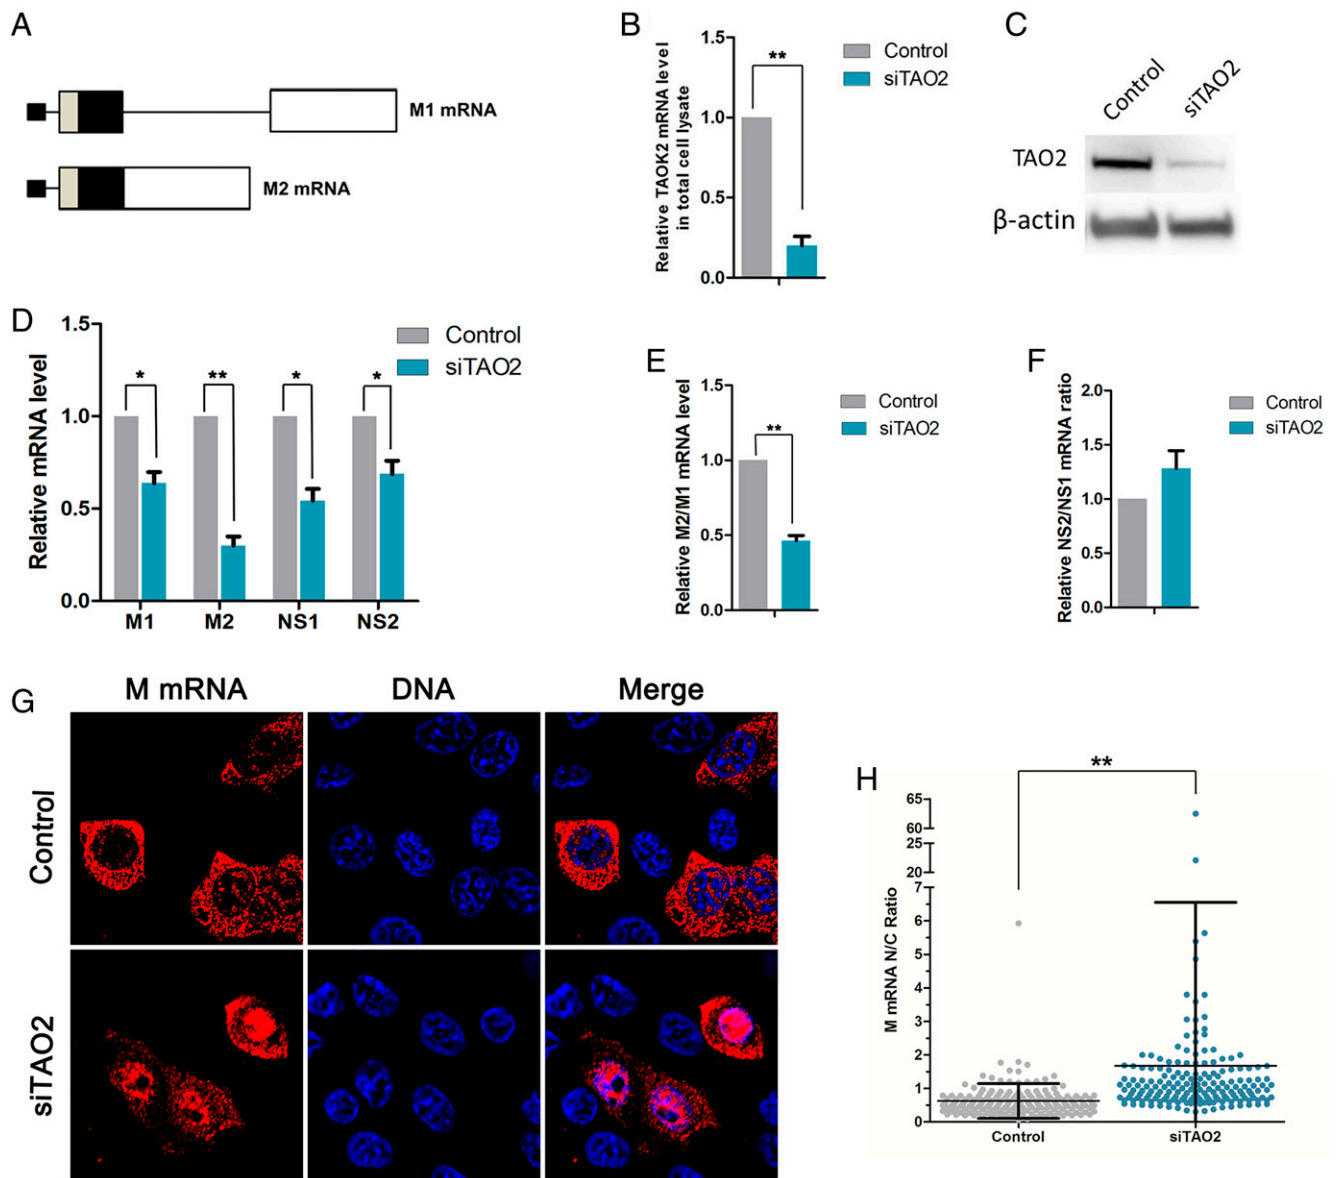 A
M1 mRNA
M2 mRNA
B
Relative TAOK2 mRNA level
in total cell lysate
1.5
1.0
0.5
0.0
**
Control
siTAO2
C
Control
siTAO2
TAO2
β-actin
D
Relative mRNA level
1.5
1.0
0.5
0.0
*
**
*
*
Control
siTAO2
M1
M2
NS1
NS2
E
Relative M2/M1 mRNA level
1.5
1.0
0.5
0.0
**
Control
siTAO2
F
Relative NS2/NS1 mRNA ratio
2.0
1.5
1.0
0.5
0.0
Control
siTAO2
G
M mRNA
DNA
Merge
Control
siTAO2
H
**
M mRNA N/C Ratio
65
60
25
20
7
6
5
4
3
2
1
0
Control
siTAO2